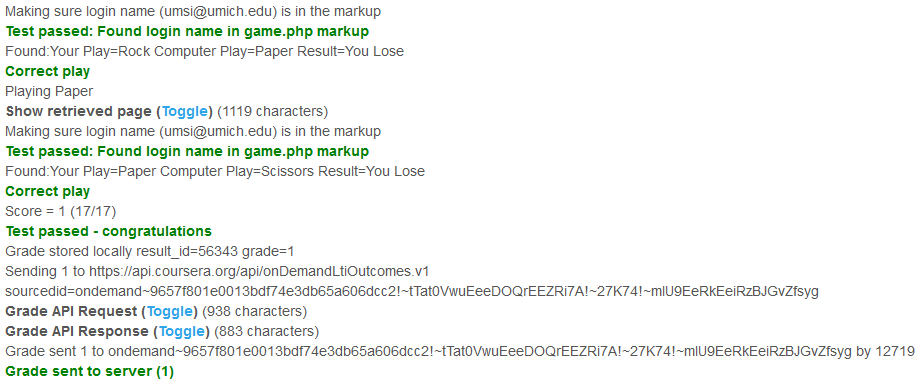 Making sure login name (umsi@umich.edu) is in the markup
Test passed: Found login name in game.php markup
Found:Your Play=Rock Computer Play=Paper Result=You Lose
Correct play
Playing Paper
Show retrieved page (Toggle) (1119 characters)
Making sure login name (umsi@umich.edu) is in the markup
Test passed: Found login name in game.php markup
Found:Your Play=Paper Computer Play=Scissors Result=You Lose
Correct play
Score = 1 (17/17)
Test passed - congratulations
Grade stored locally result_id=56343 grade=1
Sending 1 to https://api.coursera.org/api/onDemandLtiOutcomes.v1
sourcedid=ondemand~9657f801e0013bdf74e3db65a606dcc2!~tTat0VwuEeeDOQrEEZRi7A!~27K74!~mlU9EeRkEeiRzBJGvZfsyg
Grade API Request (Toggle) (938 characters)
Grade API Response (Toggle) (883 characters)
Grade sent 1 to ondemand~9657f801e0013bdf74e3db65a606dcc2!~tTat0VwuEeeDOQrEEZRi7A!~27K74!~mlU9EeRkEeiRzBJGvZfsyg by 12719
Grade sent to server (1)